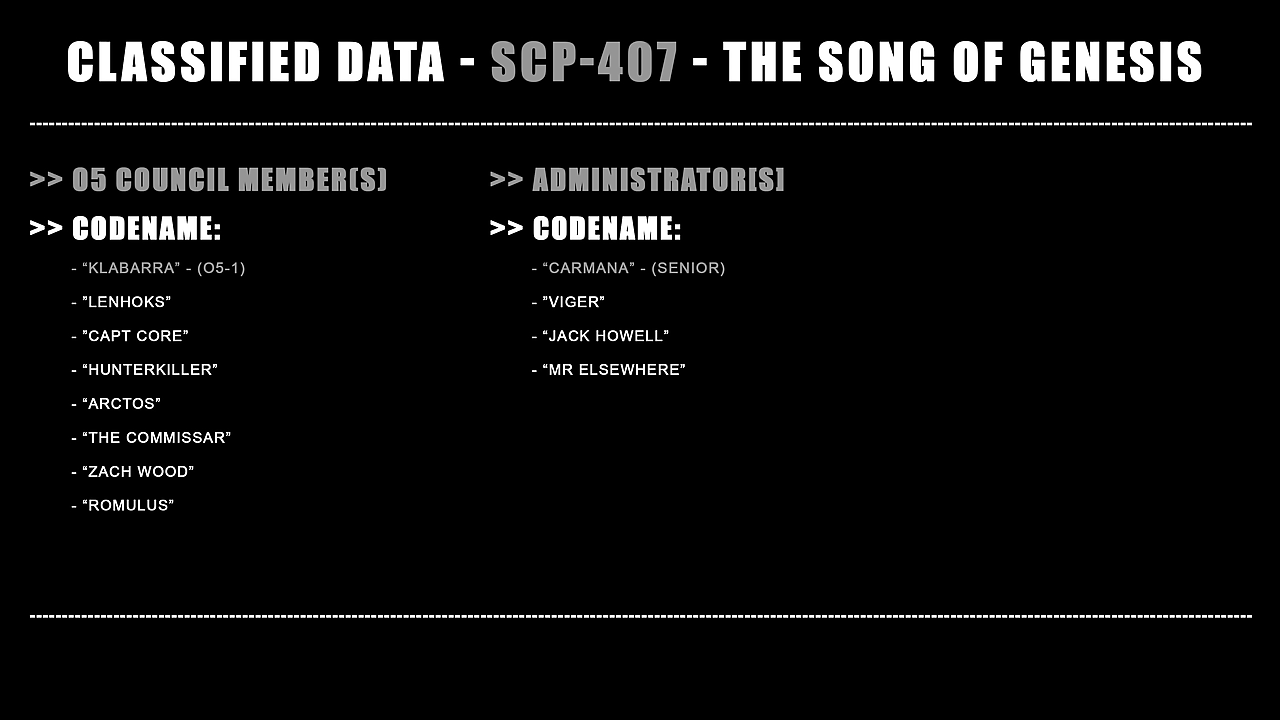 CLASSIFIED DATA - SCP-407 - THE SONG OF GENESIS
>> O5 COUNCIL MEMBER(S)
>> CODENAME:
- “KLABARRA” - (O5-1)
- ”LENHOKS”
- ”CAPT CORE”
- “HUNTERKILLER”
- “ARCTOS”
- “THE COMMISSAR”
- “ZACH WOOD”
- “ROMULUS”
>> ADMINISTRATOR[S]
>> CODENAME:
- “CARMANA” - (SENIOR)
- ”VIGER”
- “JACK HOWELL”
- “MR ELSEWHERE”